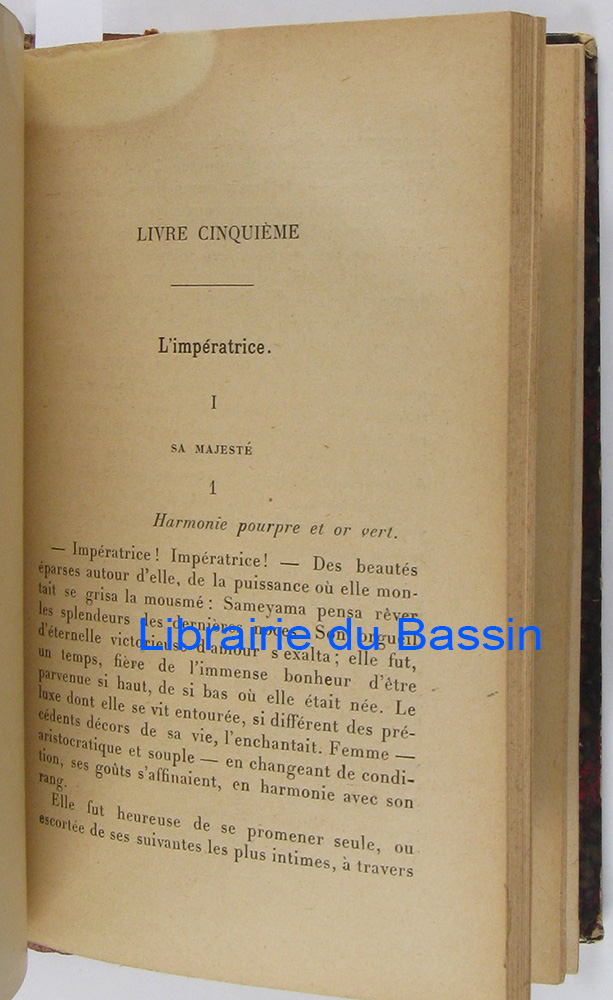 LIVRE CINQUIÈME
L'impératrice.
I
SA MAJESTÉ
1
Harmonie pourpre et or vert.
— Impératrice ! Impératrice ! — Des beautés
éparses autour d'elle, de la puissance où elle mon-
tait se grisa la mousmé : Sameyama pensa rêver
les splendeurs des dernières noces. Son orgueil
Librairie du Bassin
d'éternelle victorieuse d'amour s'exalta ; elle fut,
un temps, fière de l'immense bonheur d'être
parvenue si haut, de si bas où elle était née. Le
luxe dont elle se vit entourée, si différent des pré-
cédents décors de sa vie, l'enchantait. Femme —
aristocratique et souple — en changeant de condi-
tion, ses goûts s'affinaient, en harmonie avec son
rang.
Elle fut heureuse de se promener seule, ou
escortée de ses suivantes les plus intimes, à travers